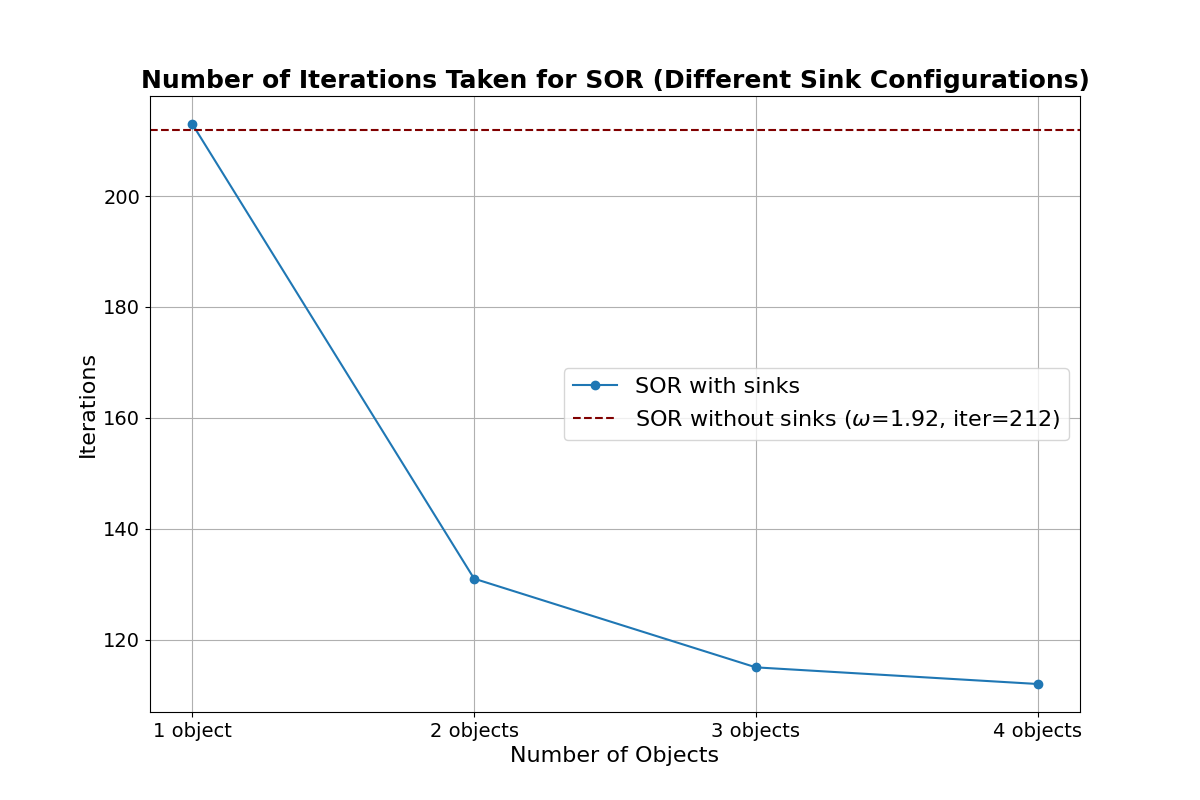 Number of Iterations Taken for SOR (Different Sink Configurations)
200
180
160
140
120
Iterations
SOR with sinks
SOR without sinks (ω=1.92, iter=212)
1 object
2 objects
3 objects
4 objects
Number of Objects